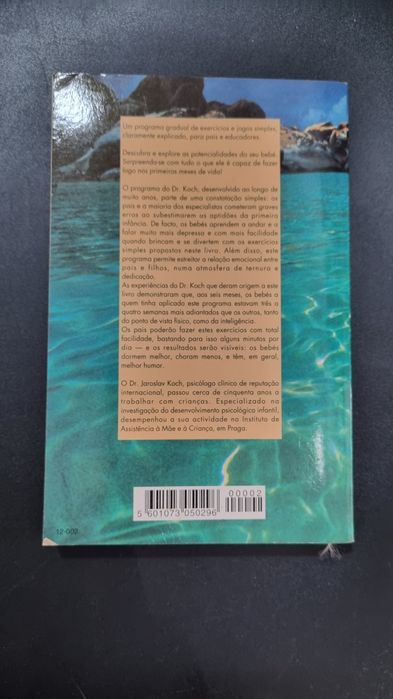 Um programa gradual de exercícios e jogos simples,
claramente explicado, para pais e educadores.
Descubra e explore as potencialidades do seu bebé.
Surpreenda-se com tudo o que ele é capaz de fazer
logo nos primeiros meses de vida!
O programa do Dr. Koch, desenvolvido ao longo de
muito anos, parte de uma constatação simples: os
pais e a maioria dos especialistas cometeram graves
erros ao subestimarem as aptidões da primeira
infância. De facto, os bebés aprendem a andar e a
falar muito mais depressa e com mais facilidade
quando brincam e se divertem com os exercícios
simples propostos neste livro. Além disso, este
programa permite estreitar a relação emocional entre
pais e filhos, numa atmosfera de ternura e
dedicação.
As experiências do Dr. Koch que deram origem a este
livro demonstraram que, aos seis meses, os bebés a
quem tinha aplicado este programa estavam três a
quatro semanas mais adiantados que os outros, tanto
do ponto de vista físico, como da inteligência.
Os pais poderão fazer estes exercícios com total
facilidade, bastando para isso alguns minutos por
dia — e os resultados serão visíveis: os bebés
dormem melhor, choram menos, e têm, em geral,
melhor humor.
O Dr. Jaroslav Koch, psicólogo clínico de reputação
internacional, passou cerca de cinquenta anos a
trabalhar com crianças. Especializado na
investigação do desenvolvimento psicológico infantil,
desempenhou a sua actividade no Instituto de
Assistência à Mãe e à Criança, em Praga.
00002
5 601073 050296